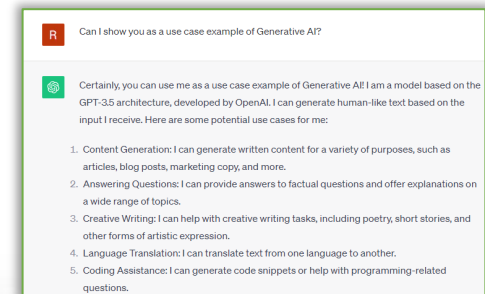 R
Can I show you as a use case example of Generative AI?
Certainly, you can use me as a use case example of Generative AI! I am a model based on the
GPT-3.5 architecture, developed by OpenAI. I can generate human-like text based on the
input I receive. Here are some potential use cases for me:
1. Content Generation: I can generate written content for a variety of purposes, such as
articles, blog posts, marketing copy, and more.
2. Answering Questions: I can provide answers to factual questions and offer explanations on
a wide range of topics.
3. Creative Writing: I can help with creative writing tasks, including poetry, short stories, and
other forms of artistic expression.
4. Language Translation: I can translate text from one language to another.
5. Coding Assistance: I can generate code snippets or help with programming-related
questions.